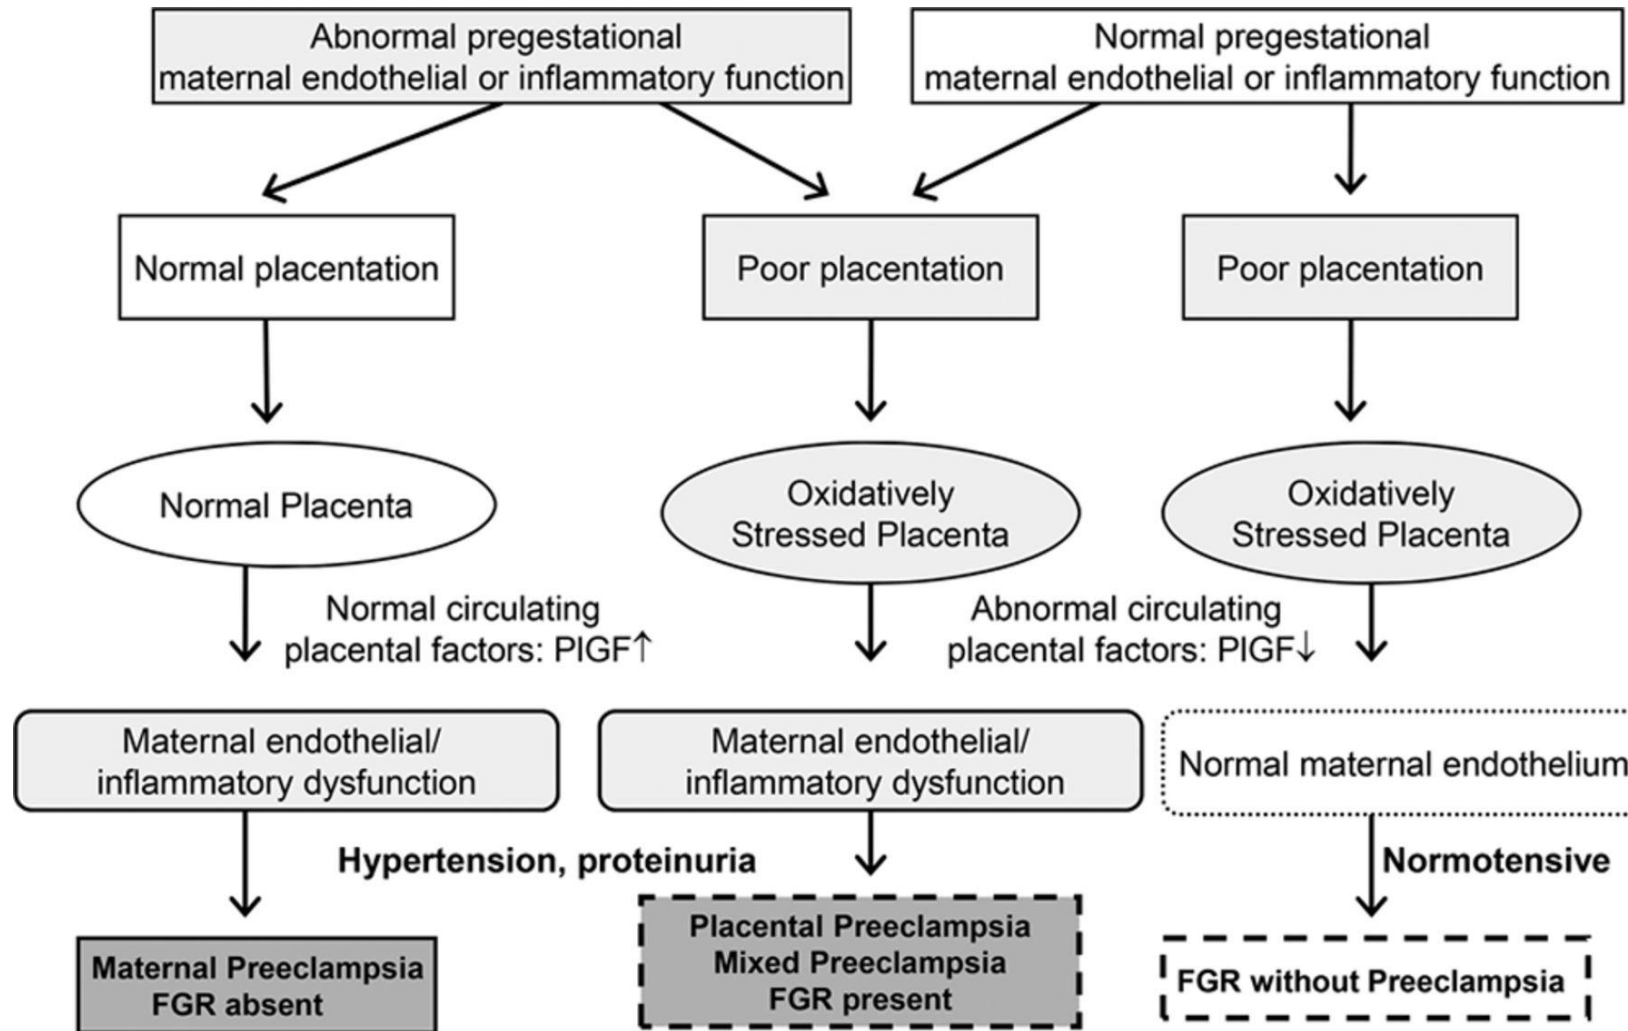 Abnormal pregestational
maternal endothelial or inflammatory function
Normal pregestational
maternal endothelial or inflammatory function
Normal placentation
Poor placentation
Poor placentation
Normal Placenta
Oxidatively
Stressed Placenta
Oxidatively
Stressed Placenta
Normal circulating
placental factors: PlGF↑
Abnormal circulating
placental factors: PlGF↓
Maternal endothelial/
inflammatory dysfunction
Maternal endothelial/
inflammatory dysfunction
Normal maternal endothelium
Hypertension, proteinuria
Normotensive
Maternal Preeclampsia
FGR absent
Placental Preeclampsia
Mixed Preeclampsia
FGR present
FGR without Preeclampsia